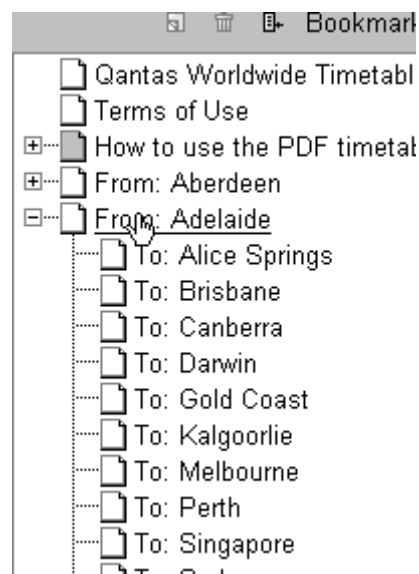 Bookmark
Qantas Worldwide Timetabl
Terms of Use
How to use the PDF timetab
From: Aberdeen
From: Adelaide
To: Alice Springs
To: Brisbane
To: Canberra
To: Darwin
To: Gold Coast
To: Kalgoorlie
To: Melbourne
To: Perth
To: Singapore